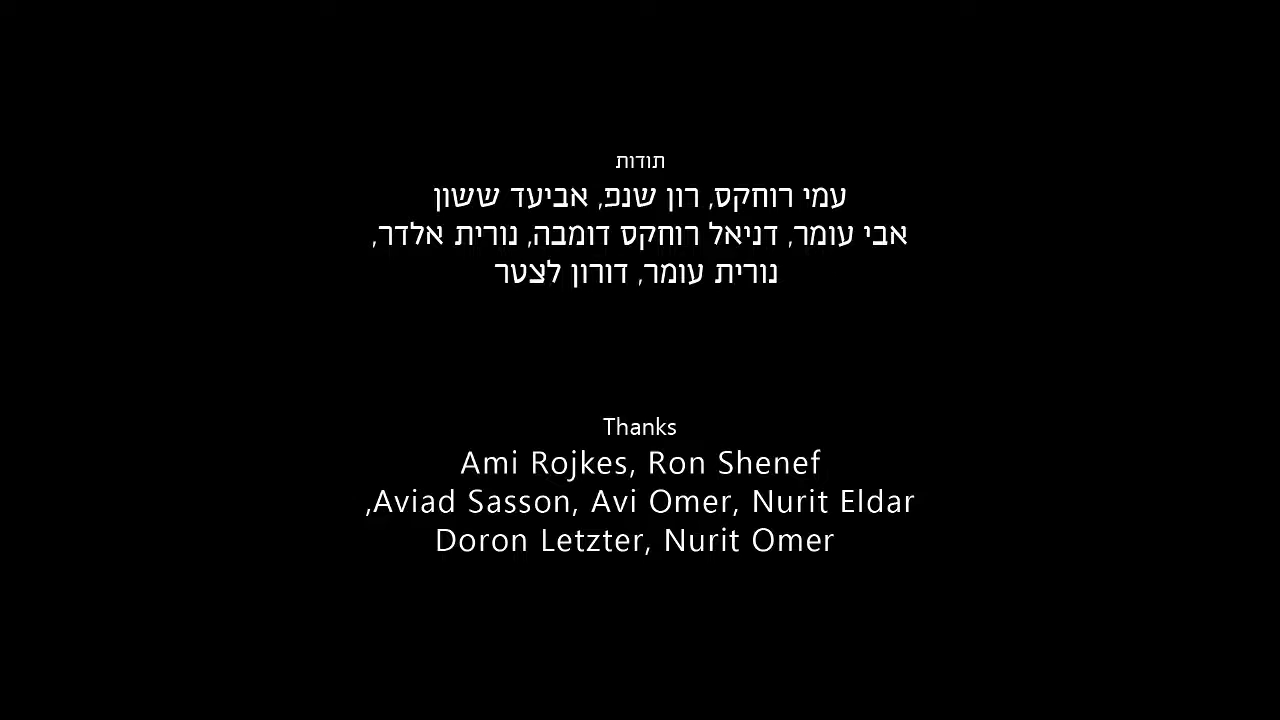 תודות
עמי רוחקס, רון שנפ, אביעד ששון
אבי עומר, דניאל רוחקס דומבה, נורית אלדר,
נורית עומר, דורון לצטר
Thanks
Ami Rojkes, Ron Shenef
,Aviad Sasson, Avi Omer, Nurit Eldar
Doron Letzter, Nurit Omer